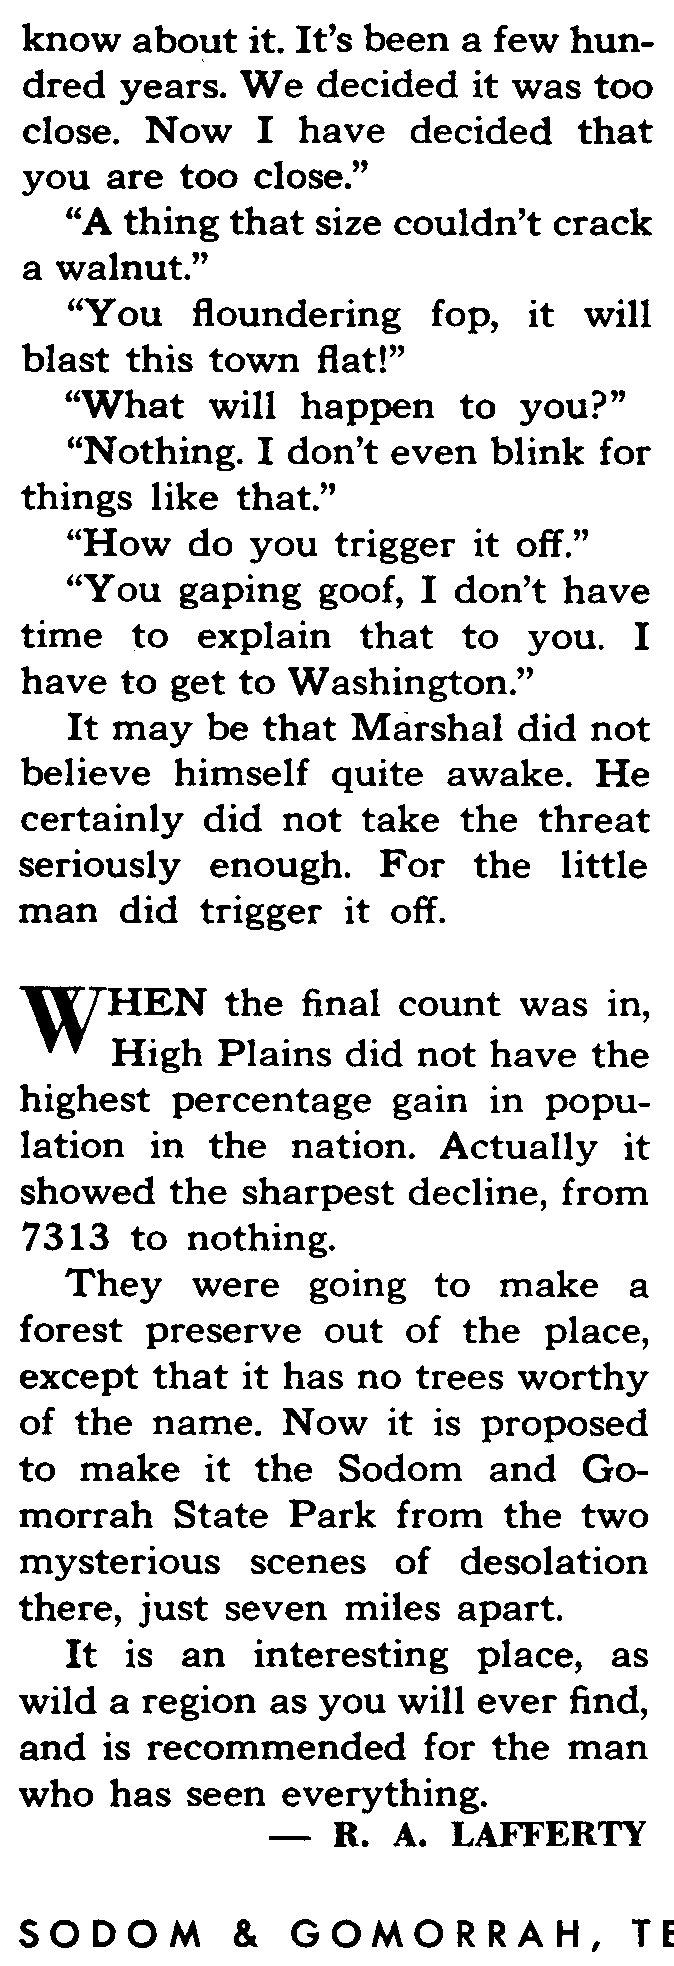 know about it. It's been a few hun-
dred years. We decided it was too
close. Now I have decided that
you are too close.”
“A thing that size couldn't crack
a walnut.”
“You floundering fop, it will
blast this town flat!”
“What will happen to you?”
“Nothing. I don't even blink for
things like that.”
“How do you trigger it off.”
“You gaping goof, I don't have
time to explain that to you. I
have to get to Washington.”
It may be that Marshal did not
believe himself quite awake. He
certainly did not take the threat
seriously enough. For the little
man did trigger it off.
WHEN the final count was in,
High Plains did not have the
highest percentage gain in popu-
lation in the nation. Actually it
showed the sharpest decline, from
7313 to nothing.
They were going to make a
forest preserve out of the place,
except that it has no trees worthy
of the name. Now it is proposed
to make it the Sodom and Go-
morrah State Park from the two
mysterious scenes of desolation
there, just seven miles apart.
It is an interesting place, as
wild a region as you will ever find,
and is recommended for the man
who has seen everything.
— R. A. LAFFERTY
SODOM & GOMORRAH, TE